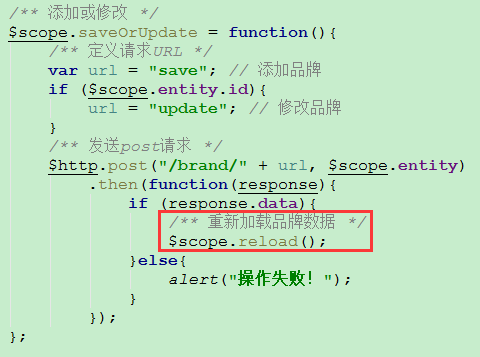 /** 添加或修改 */
$scope.saveOrUpdate = function(){
/** 定义请求URL */
var url = "save"; // 添加品牌
if ($scope.entity.id){
url = "update"; // 修改品牌
}
/** 发送post请求 */
$http.post("/brand/" + url, $scope.entity)
.then(function(response){
if (response.data){
/** 重新加载品牌数据 */
$scope.reload();
}else{
alert("操作失败！");
}
});
};